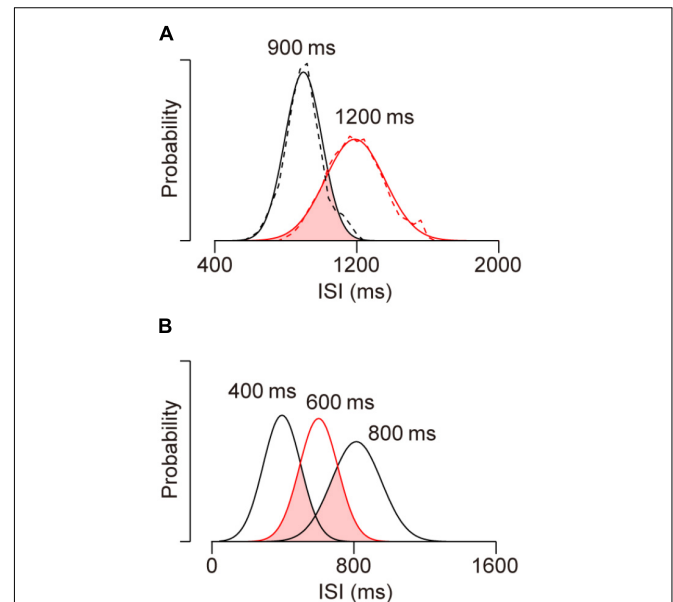 A
900 ms
1200 ms
Probability
400 1200 2000
ISI (ms)
B
400 ms
600 ms
800 ms
Probability
0 800 1600
ISI (ms)